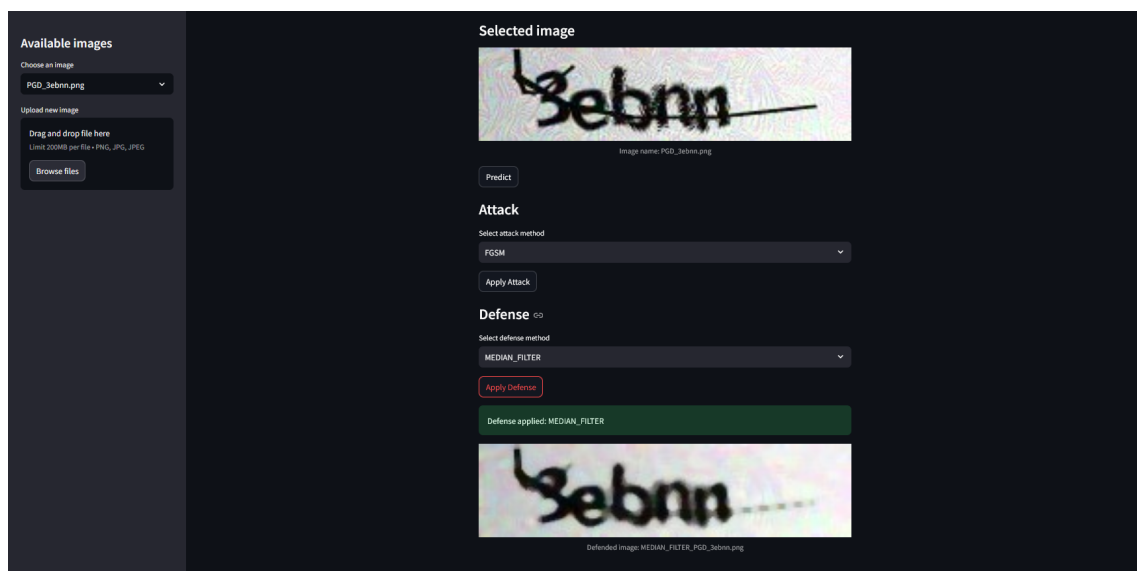 Available images
Choose an image
PGD_3ebnn.png
Upload new image
Drag and drop file here
Limit 200MB per file • PNG, JPG, JPEG
Browse files
Selected image
3ebnn
Image name: PGD_3ebnn.png
Predict
Attack
Select attack method
FGSM
Apply Attack
Defense
Select defense method
MEDIAN_FILTER
Apply Defense
Defense applied: MEDIAN_FILTER
3ebnn
Defended image: MEDIAN_FILTER_PGD_3ebnn.png